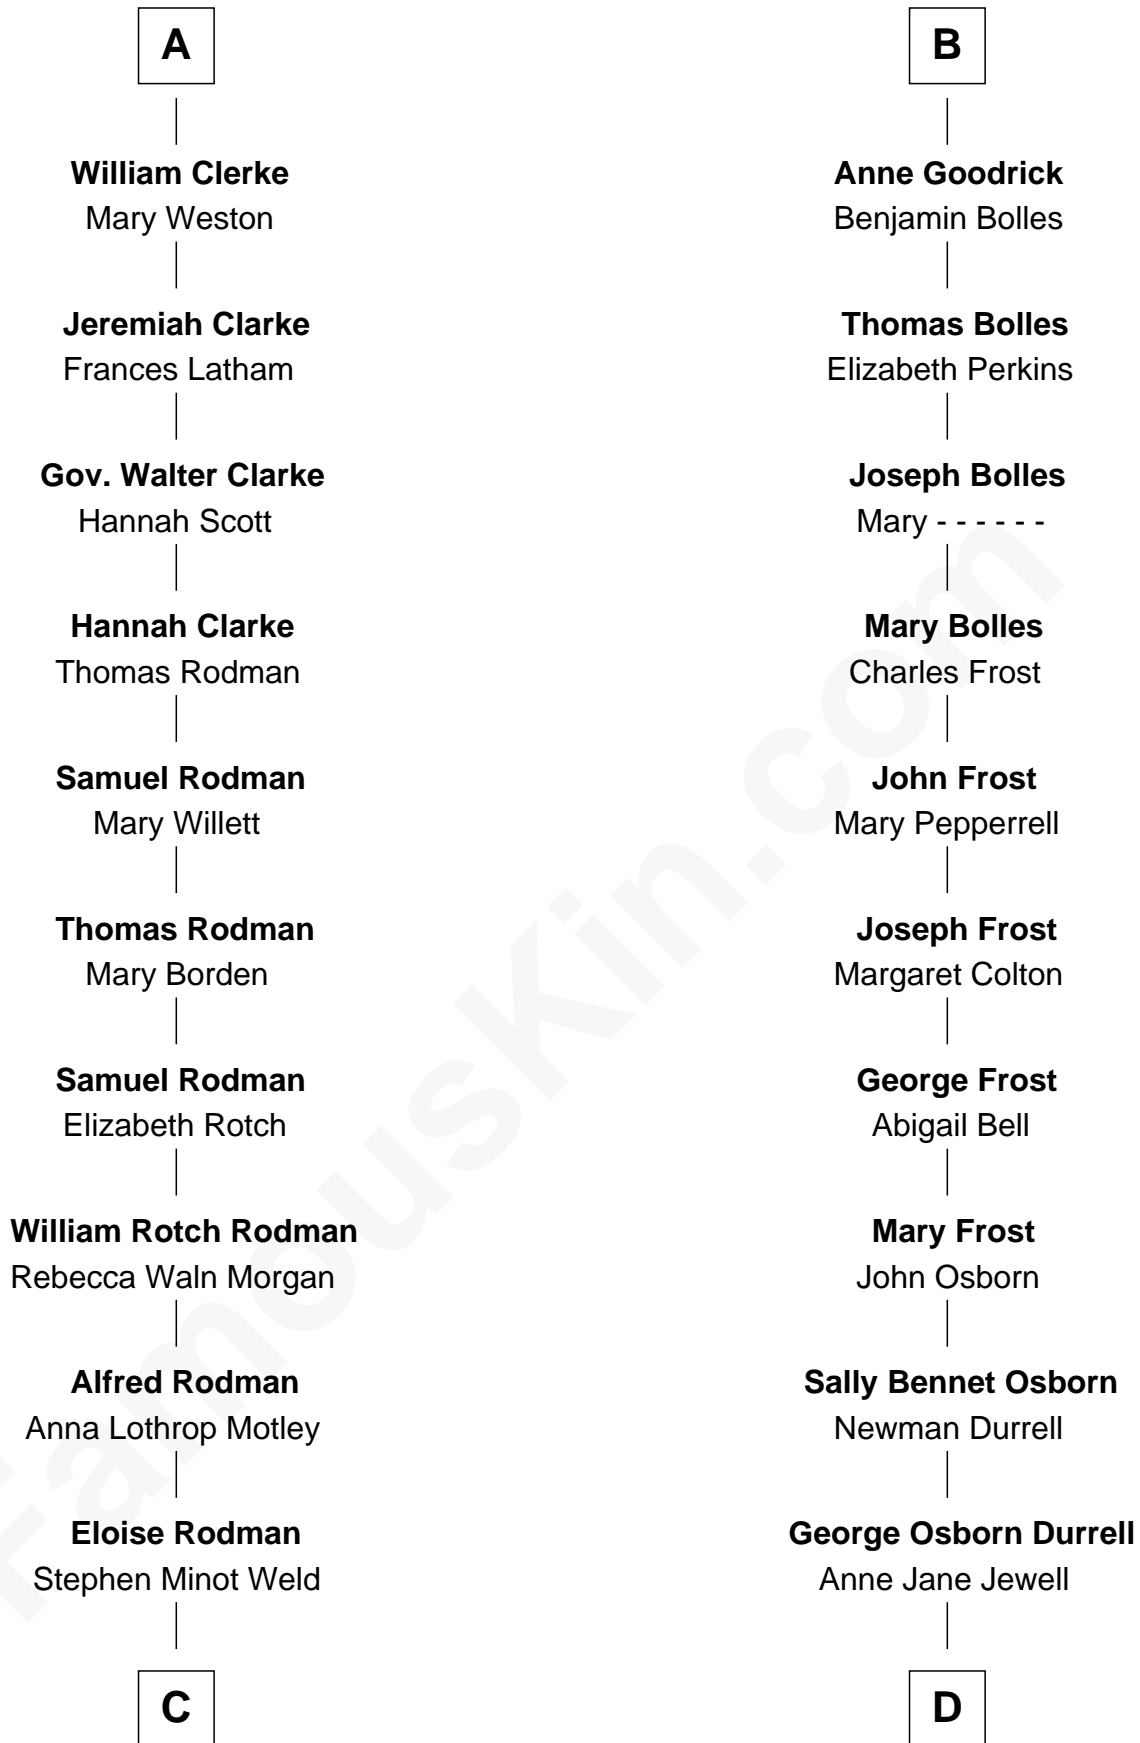 A
William Clerke
Mary Weston
Jeremiah Clarke
Frances Latham
Gov. Walter Clarke
Hannah Scott
Hannah Clarke
Thomas Rodman
Samuel Rodman
Mary Willett
Thomas Rodman
Mary Borden
Samuel Rodman
Elizabeth Rotch
William Rotch Rodman
Rebecca Waln Morgan
Alfred Rodman
Anna Lothrop Motley
Eloise Rodman
Stephen Minot Weld
C
B
Anne Goodrick
Benjamin Bolles
Thomas Bolles
Elizabeth Perkins
Joseph Bolles
Mary - - - - - -
Mary Bolles
Charles Frost
John Frost
Mary Pepperrell
Joseph Frost
Margaret Colton
George Frost
Abigail Bell
Mary Frost
John Osborn
Sally Bennet Osborn
Newman Durrell
George Osborn Durrell
Anne Jane Jewell
D
FamousKin.com